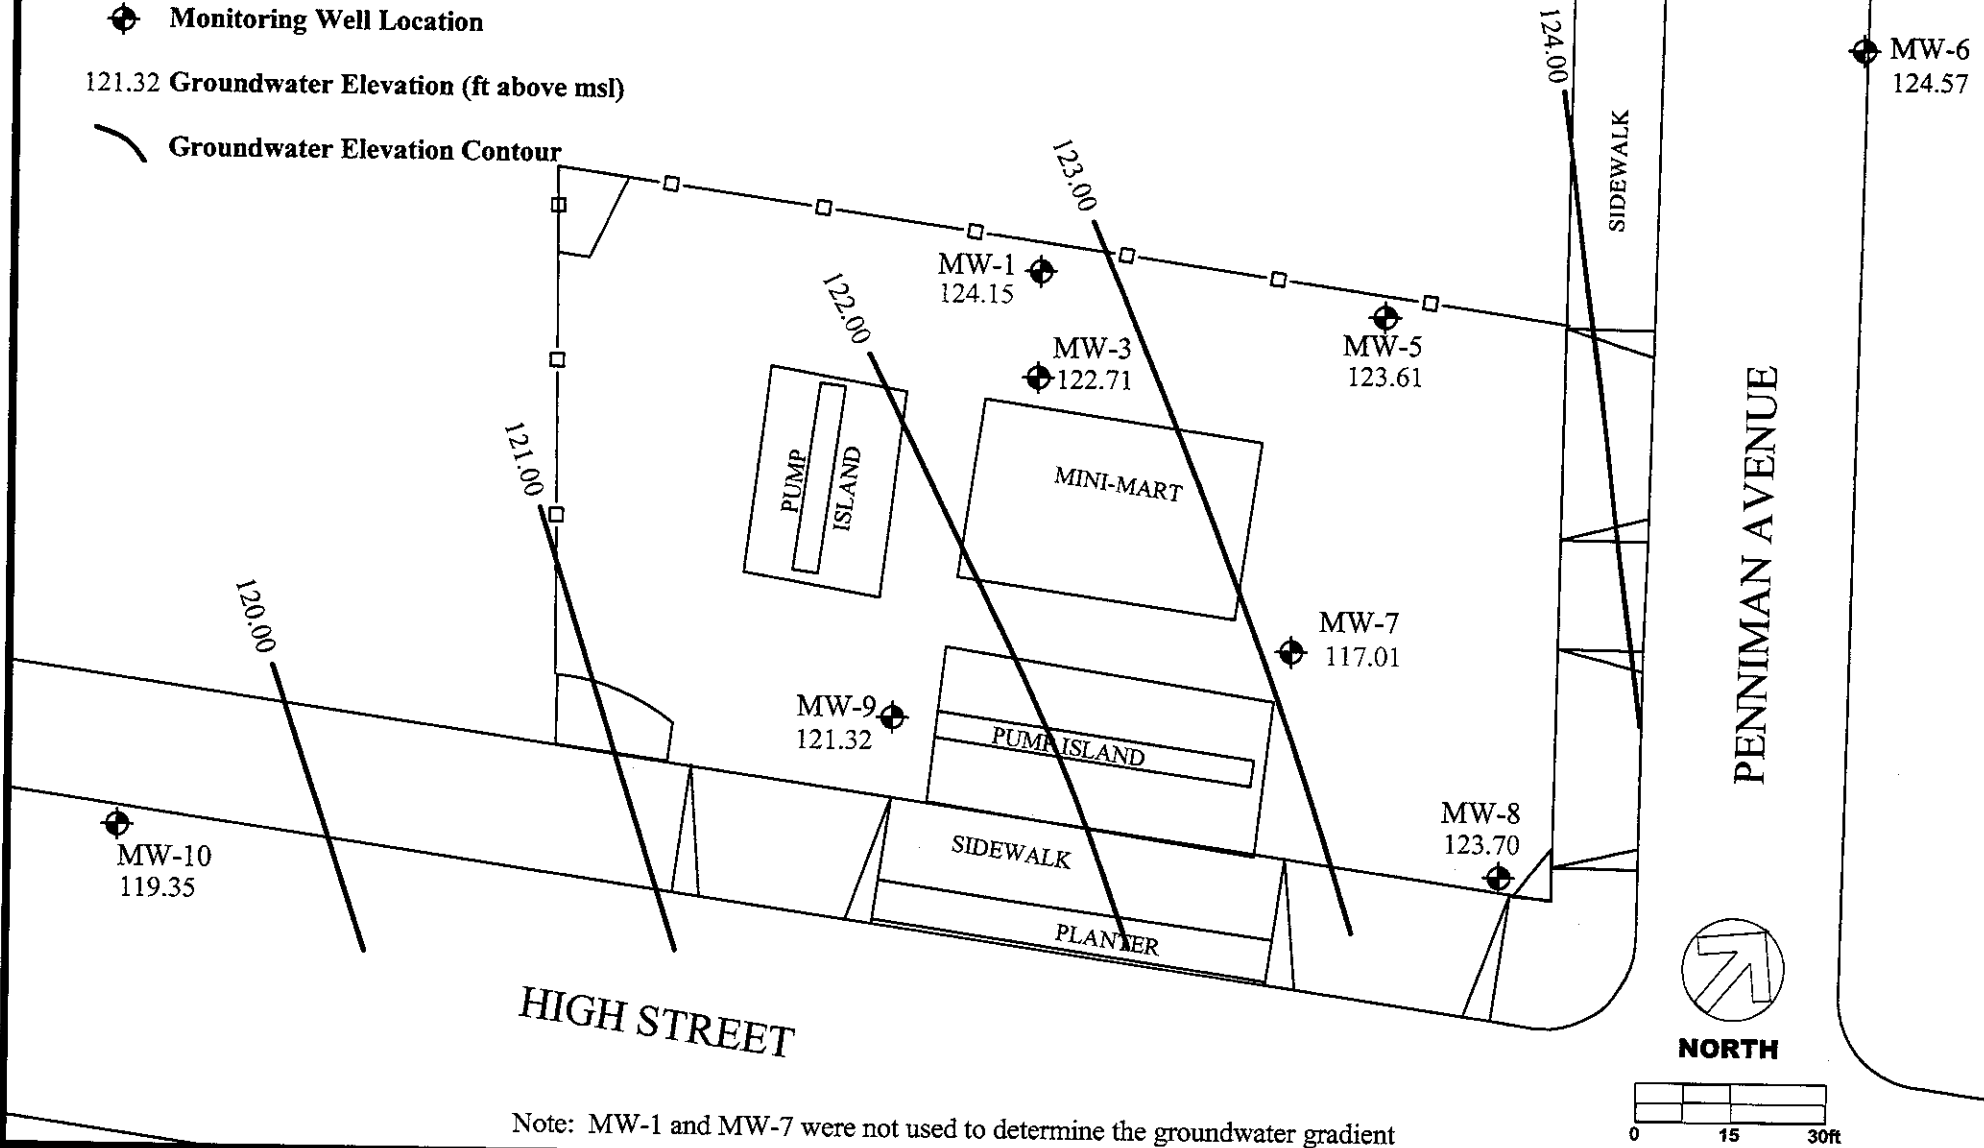 Monitoring Well Location
121.32 Groundwater Elevation (ft above msl)
Groundwater Elevation Contour
124.00
MW-6
124.57
SIDEWALK
123.00
MW-1
124.15
122.00
MW-3
122.71
MW-5
123.61
121.00
PUMP
ISLAND
MINI-MART
PENNIMAN AVENUE
120.00
MW-7
117.01
MW-9
121.32
PUMP ISLAND
MW-10
119.35
SIDEWALK
MW-8
123.70
PLANTER
HIGH STREET
NORTH
0 15 30ft
Note: MW-1 and MW-7 were not used to determine the groundwater gradient